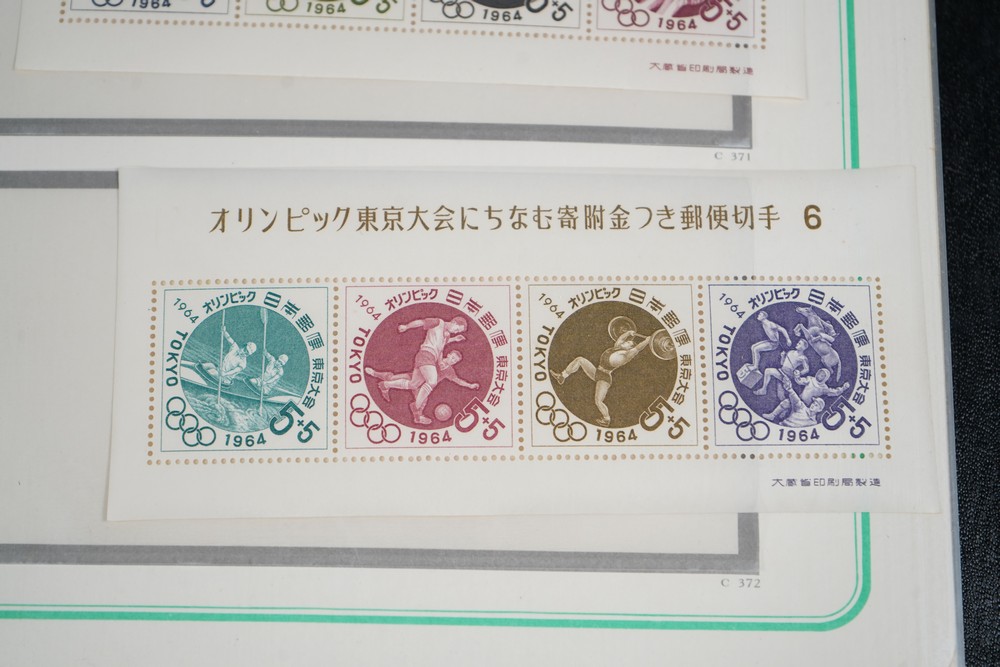 1964
1964
5+5
1964
5+5
1964
大蔵省印刷局製造
C 371
オリンピック東京大会にちなむ寄附金つき郵便切手 6
1964 オリンピック 日本郵便
TOKYO 東京大会
1964 5+5
1964 オリンピック 日本郵便
TOKYO 東京大会
1964 5+5
1964 オリンピック 日本郵便
TOKYO 東京大会
1964 5+5
1964 オリンピック 日本郵便
TOKYO 東京大会
1964 5+5
大蔵省印刷局製造
C 372